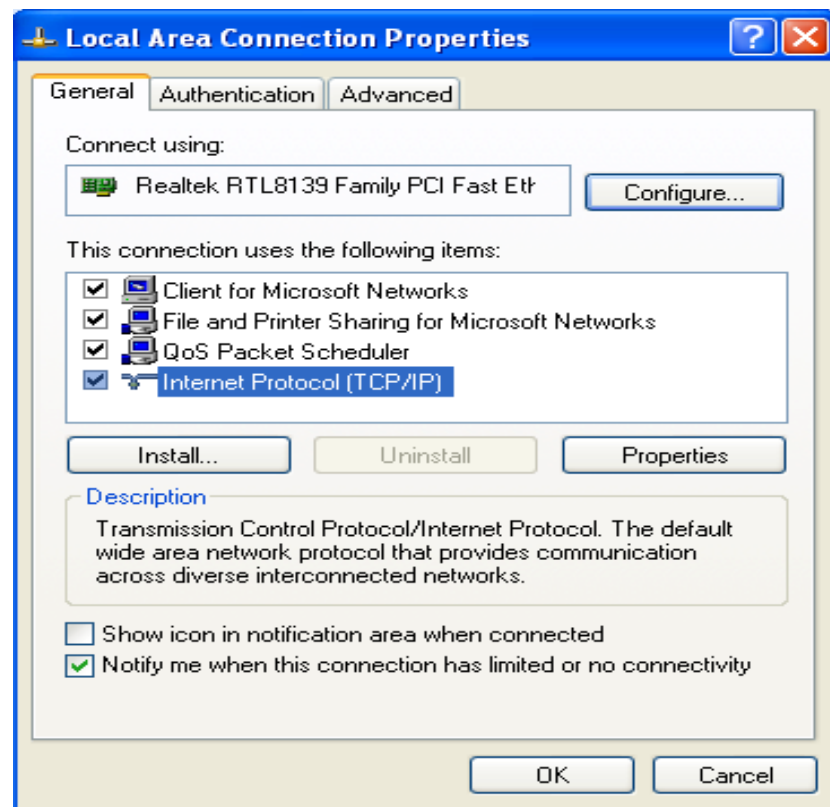 Local Area Connection Properties
General Authentication Advanced
Connect using:
Realtek RTL8139 Family PCI Fast Eth
Configure...
This connection uses the following items:
Client for Microsoft Networks
File and Printer Sharing for Microsoft Networks
QoS Packet Scheduler
Internet Protocol (TCP/IP)
Install... Uninstall Properties
Description
Transmission Control Protocol/Internet Protocol. The default
wide area network protocol that provides communication
across diverse interconnected networks.
Show icon in notification area when connected
Notify me when this connection has limited or no connectivity
OK Cancel